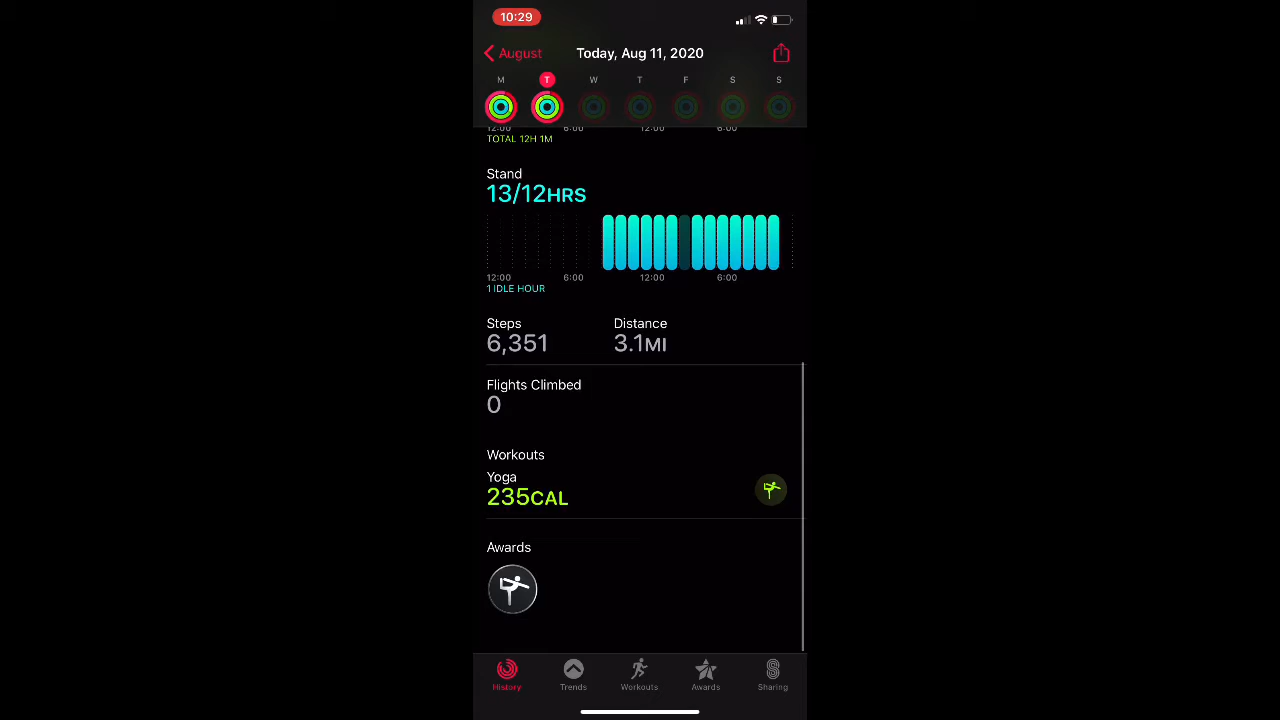 10:29
August
Today, Aug 11, 2020
M T W T F S S
12:00 6:00 12:00 6:00
TOTAL 12H 1M
Stand
13/12HRS
12:00 6:00 12:00 6:00
1 IDLE HOUR
Steps Distance
6,351 3.1MI
Flights Climbed
0
Workouts
Yoga
235CAL
Awards
History Trends Workouts Awards Sharing